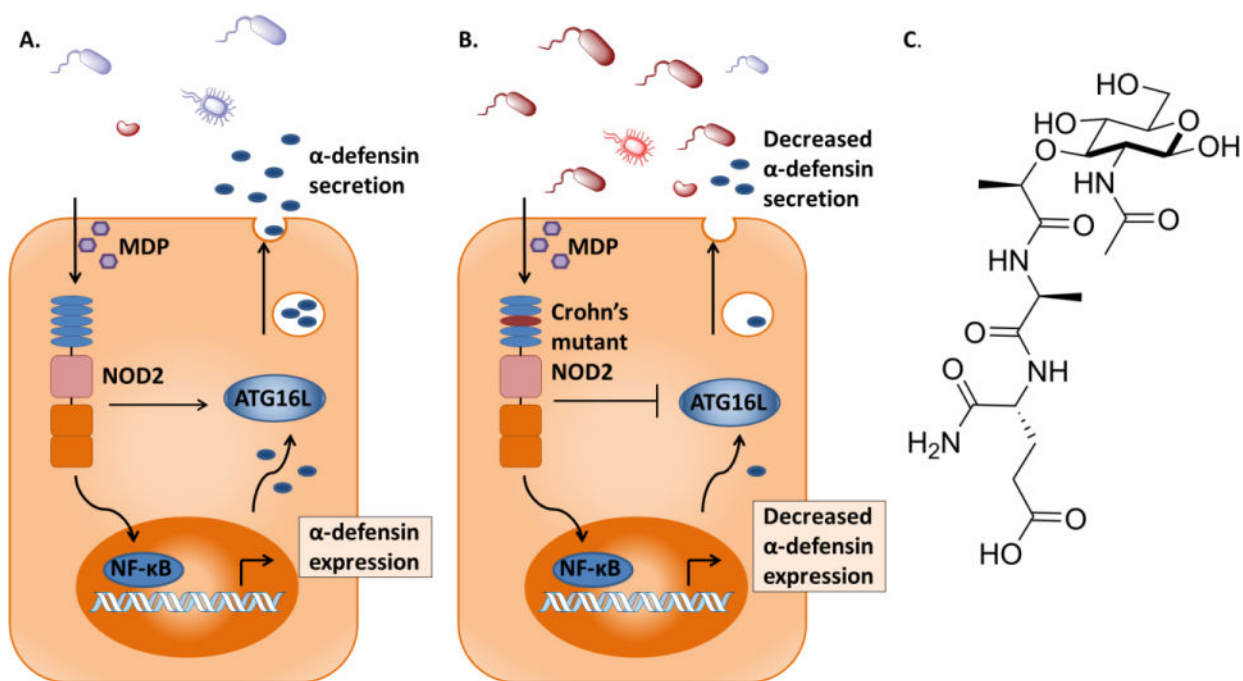 A.
α-defensin
secretion
MDP
NOD2
ATG16L
α-defensin
expression
NF-κB
B.
Decreased
α-defensin
secretion
MDP
Crohn's
mutant
NOD2
ATG16L
Decreased
α-defensin
expression
NF-κB
C.
HO
HO
O
OH
O
NH
O
O
HN
O
NH
O
H₂N
O
HO